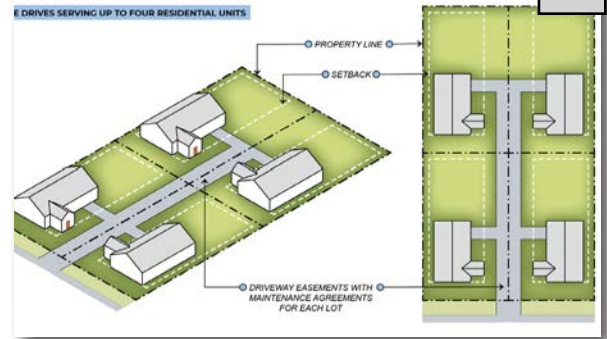 E DRIVES SERVING UP TO FOUR RESIDENTIAL UNITS
PROPERTY LINE
SETBACK
DRIVEWAY EASEMENTS WITH
MAINTENANCE AGREEMENTS
FOR EACH LOT